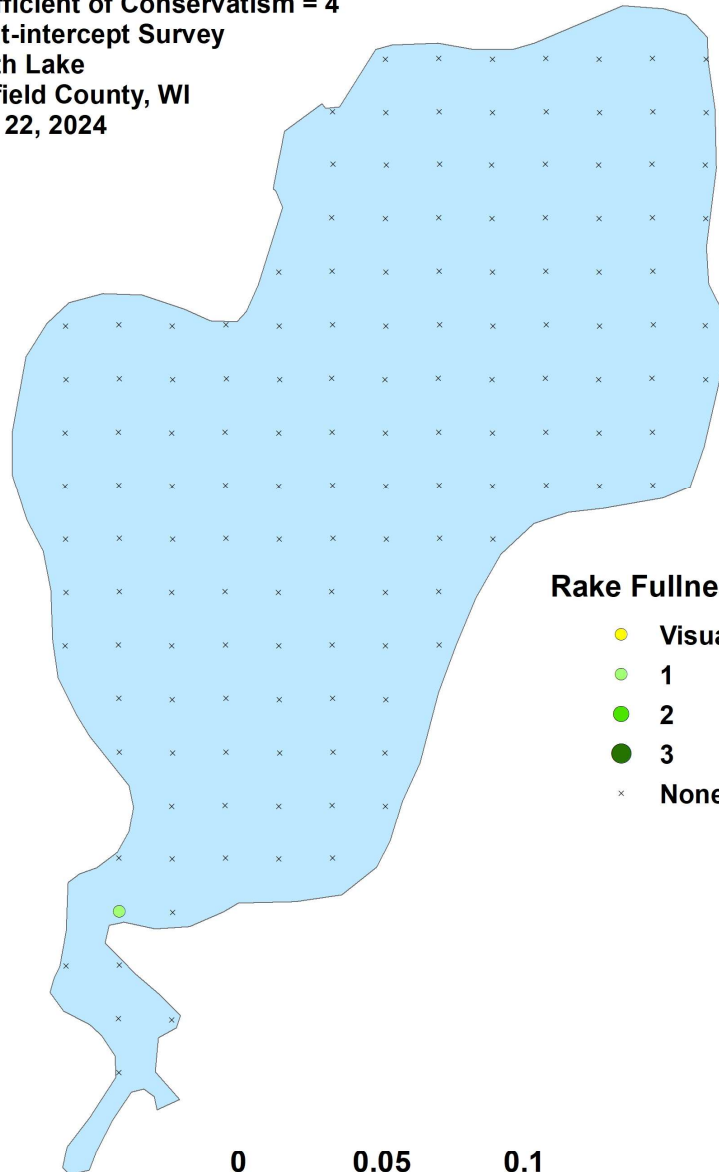 fficient of Conservatism = 4
t-intercept Survey
th Lake
field County, WI
22, 2024
Rake Fullne
Visua
1
2
3
None
0 0.05 0.1